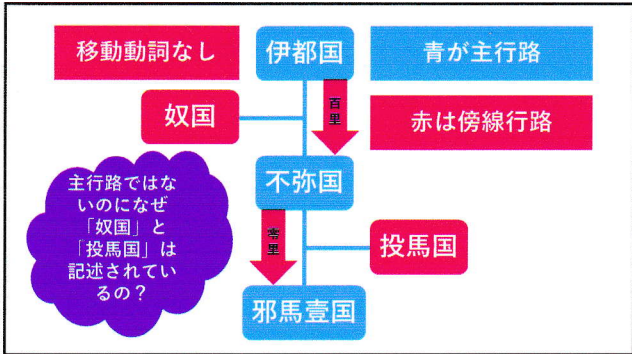 移動動詞なし
伊都国
青が主行路
奴国
百里
赤は傍線行路
主行路ではな
いのになぜ
「奴国」と
「投馬国」は
記述されてい
るの？
不弥国
零里
投馬国
邪馬壹国